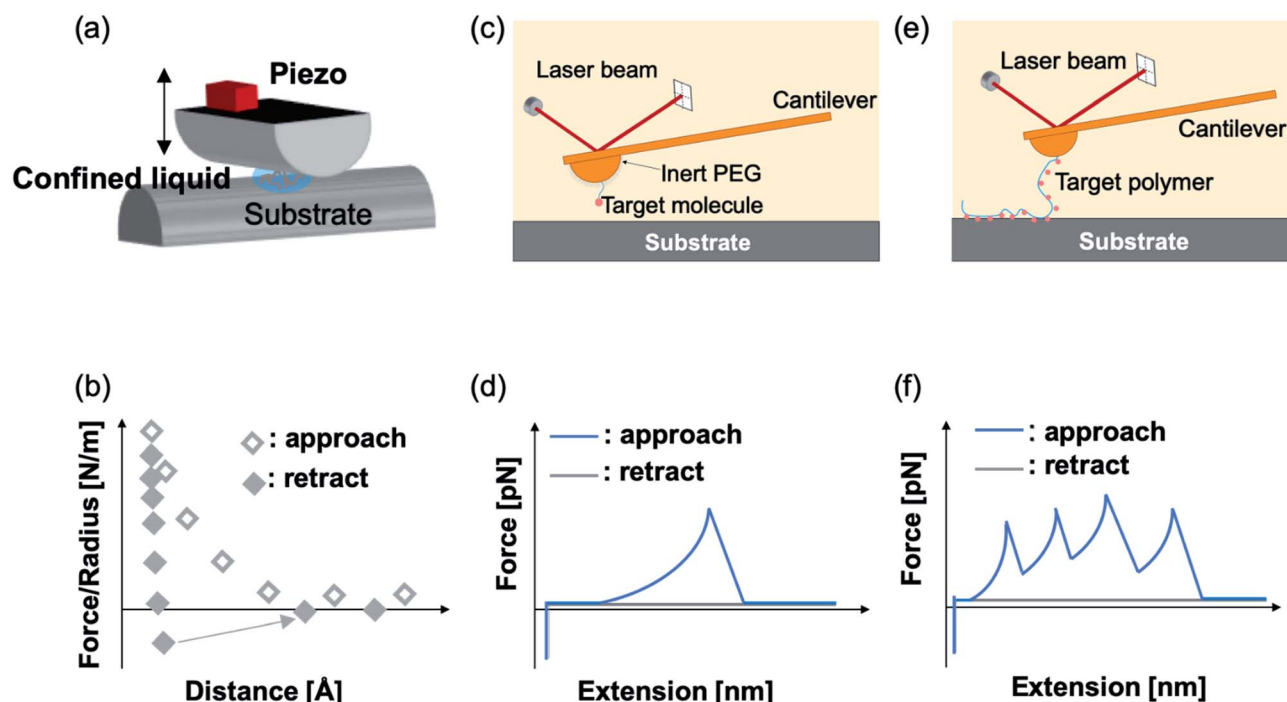 (a)
Piezo
Confined liquid
Substrate
(c)
Laser beam
Cantilever
Inert PEG
Target molecule
Substrate
(e)
Laser beam
Cantilever
Target polymer
Substrate
(b)
Force/Radius [N/m]
: approach
: retract
Distance [Å]
(d)
Force [pN]
: approach
: retract
Extension [nm]
(f)
Force [pN]
: approach
: retract
Extension [nm]